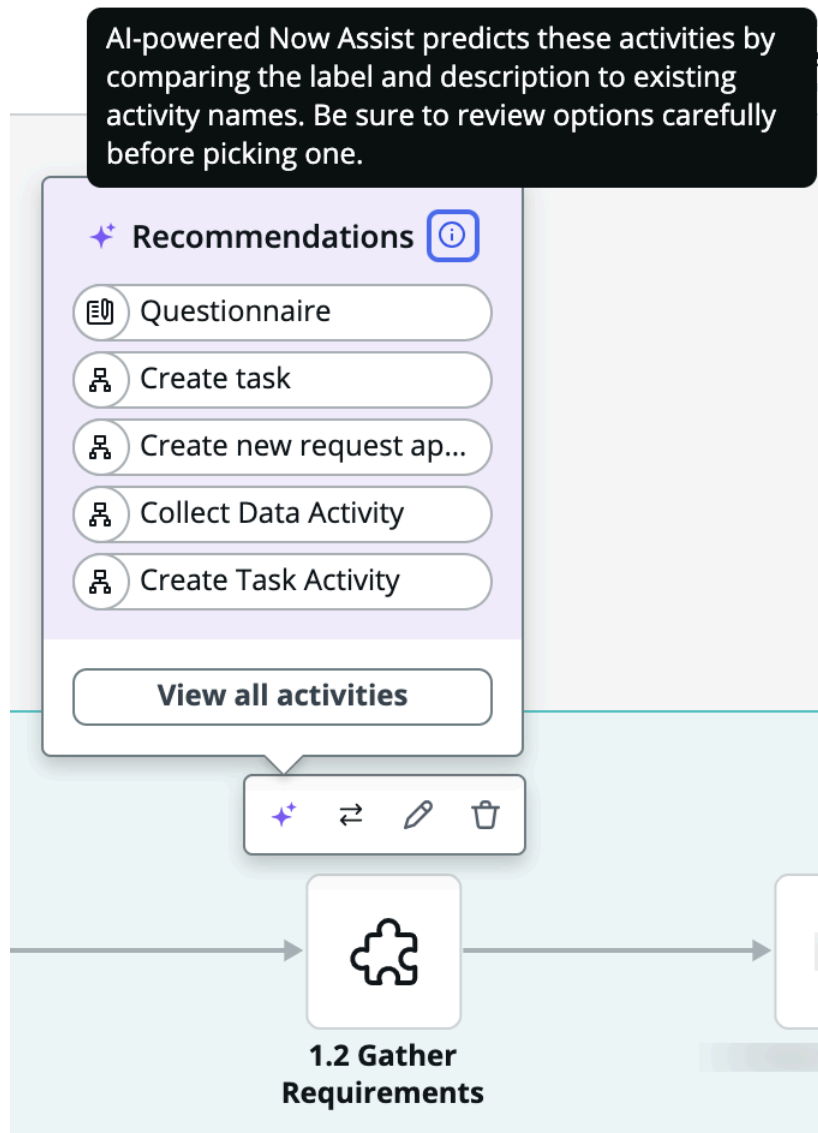 AI-powered Now Assist predicts these activities by
comparing the label and description to existing
activity names. Be sure to review options carefully
before picking one.
Recommendations
Questionnaire
Create task
Create new request ap...
Collect Data Activity
Create Task Activity
View all activities
1.2 Gather
Requirements